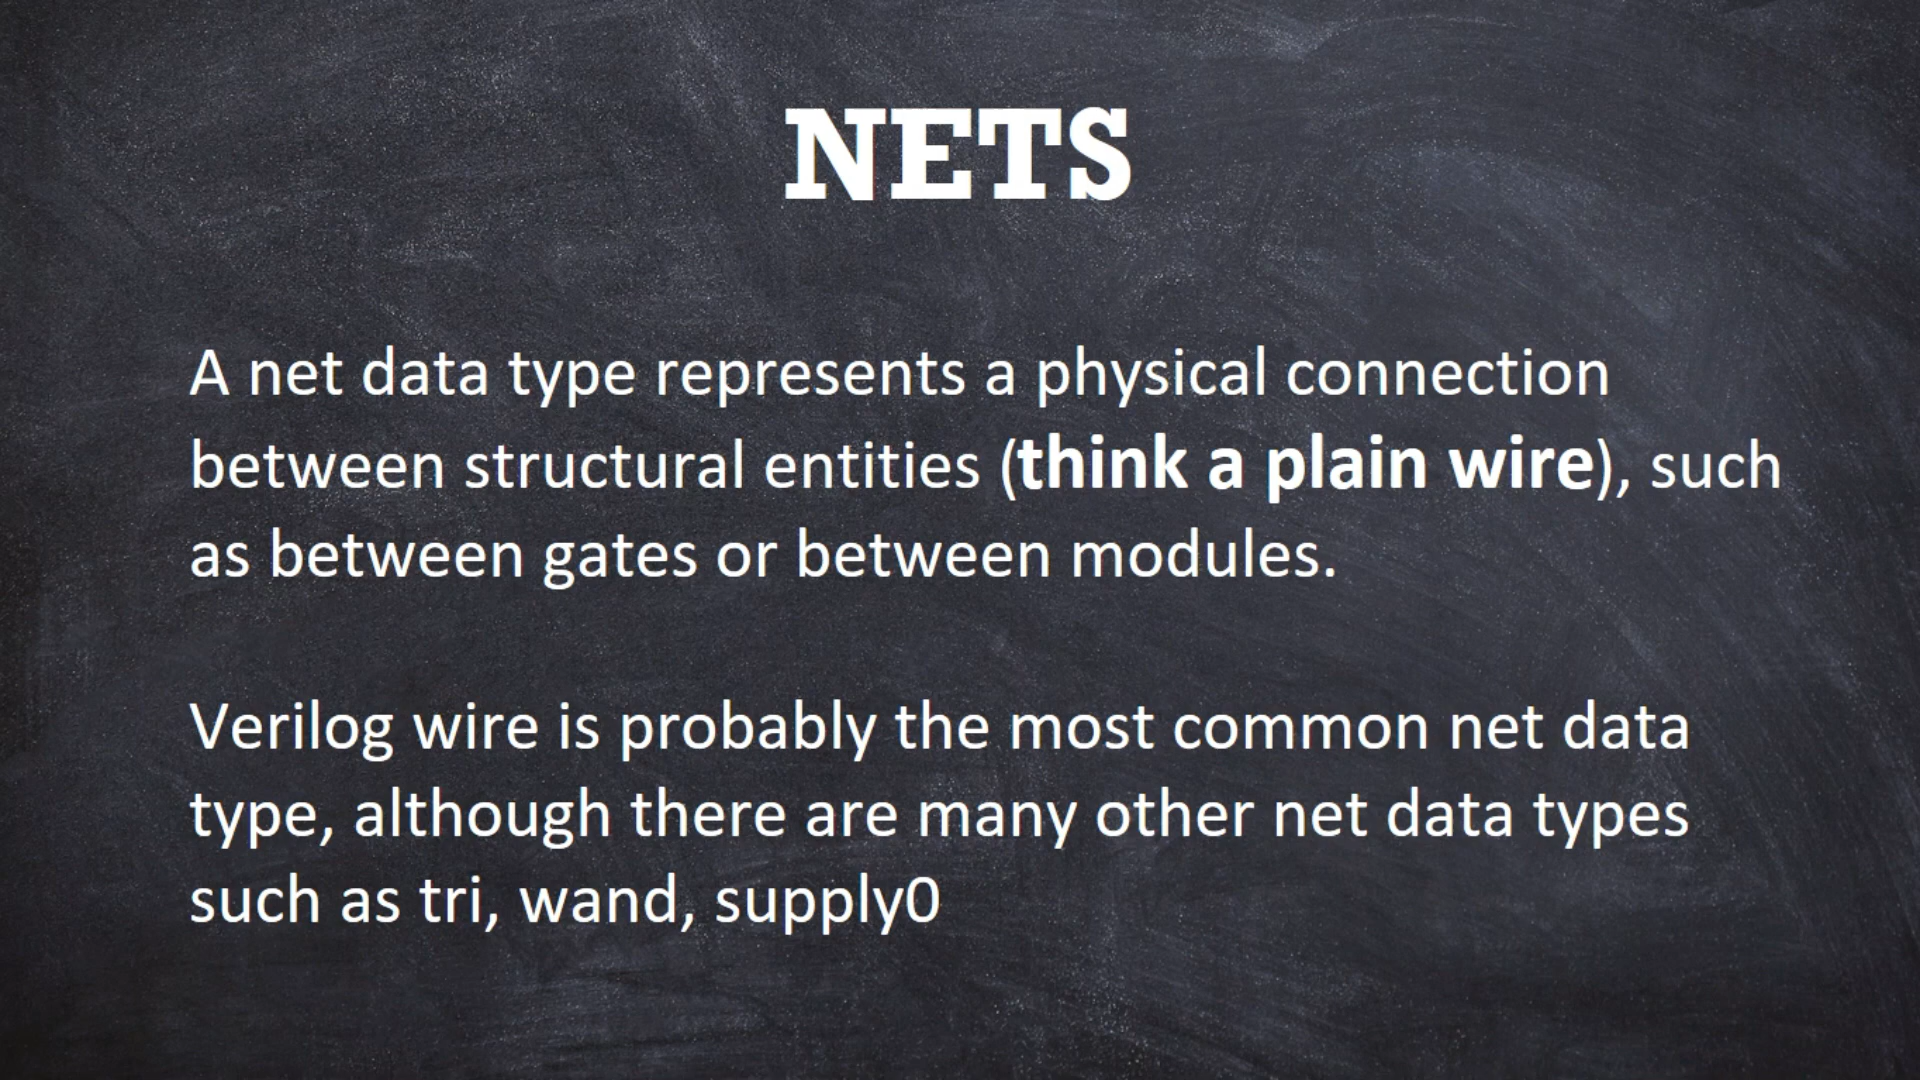 NETS
A net data type represents a physical connection
between structural entities (think a plain wire), such
as between gates or between modules.
Verilog wire is probably the most common net data
type, although there are many other net data types
such as tri, wand, supply0